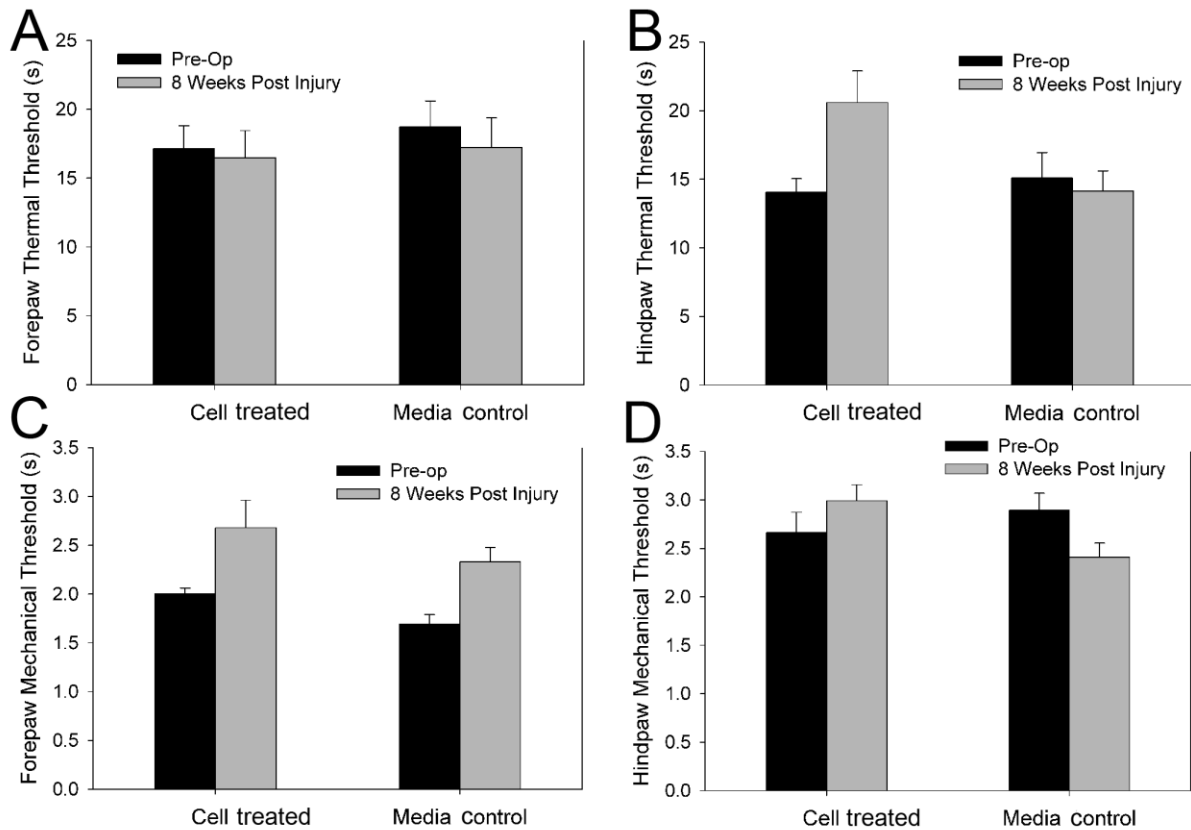 A
Forepaw Thermal Threshold (s)
25
20
15
10
5
0
Pre-Op
8 Weeks Post Injury
Cell treated
Media control
B
Hindpaw Thermal Threshold (s)
25
20
15
10
5
0
Pre-op
8 Weeks Post Injury
Cell treated
Media control
C
Forepaw Mechanical Threshold (s)
3.5
3.0
2.5
2.0
1.5
1.0
0.5
0.0
Pre-op
8 Weeks Post Injury
Cell treated
Media control
D
Hindpaw Mechanical Threshold (s)
3.5
3.0
2.5
2.0
1.5
1.0
0.5
0.0
Pre-Op
8 Weeks Post Injury
Cell treated
Media control